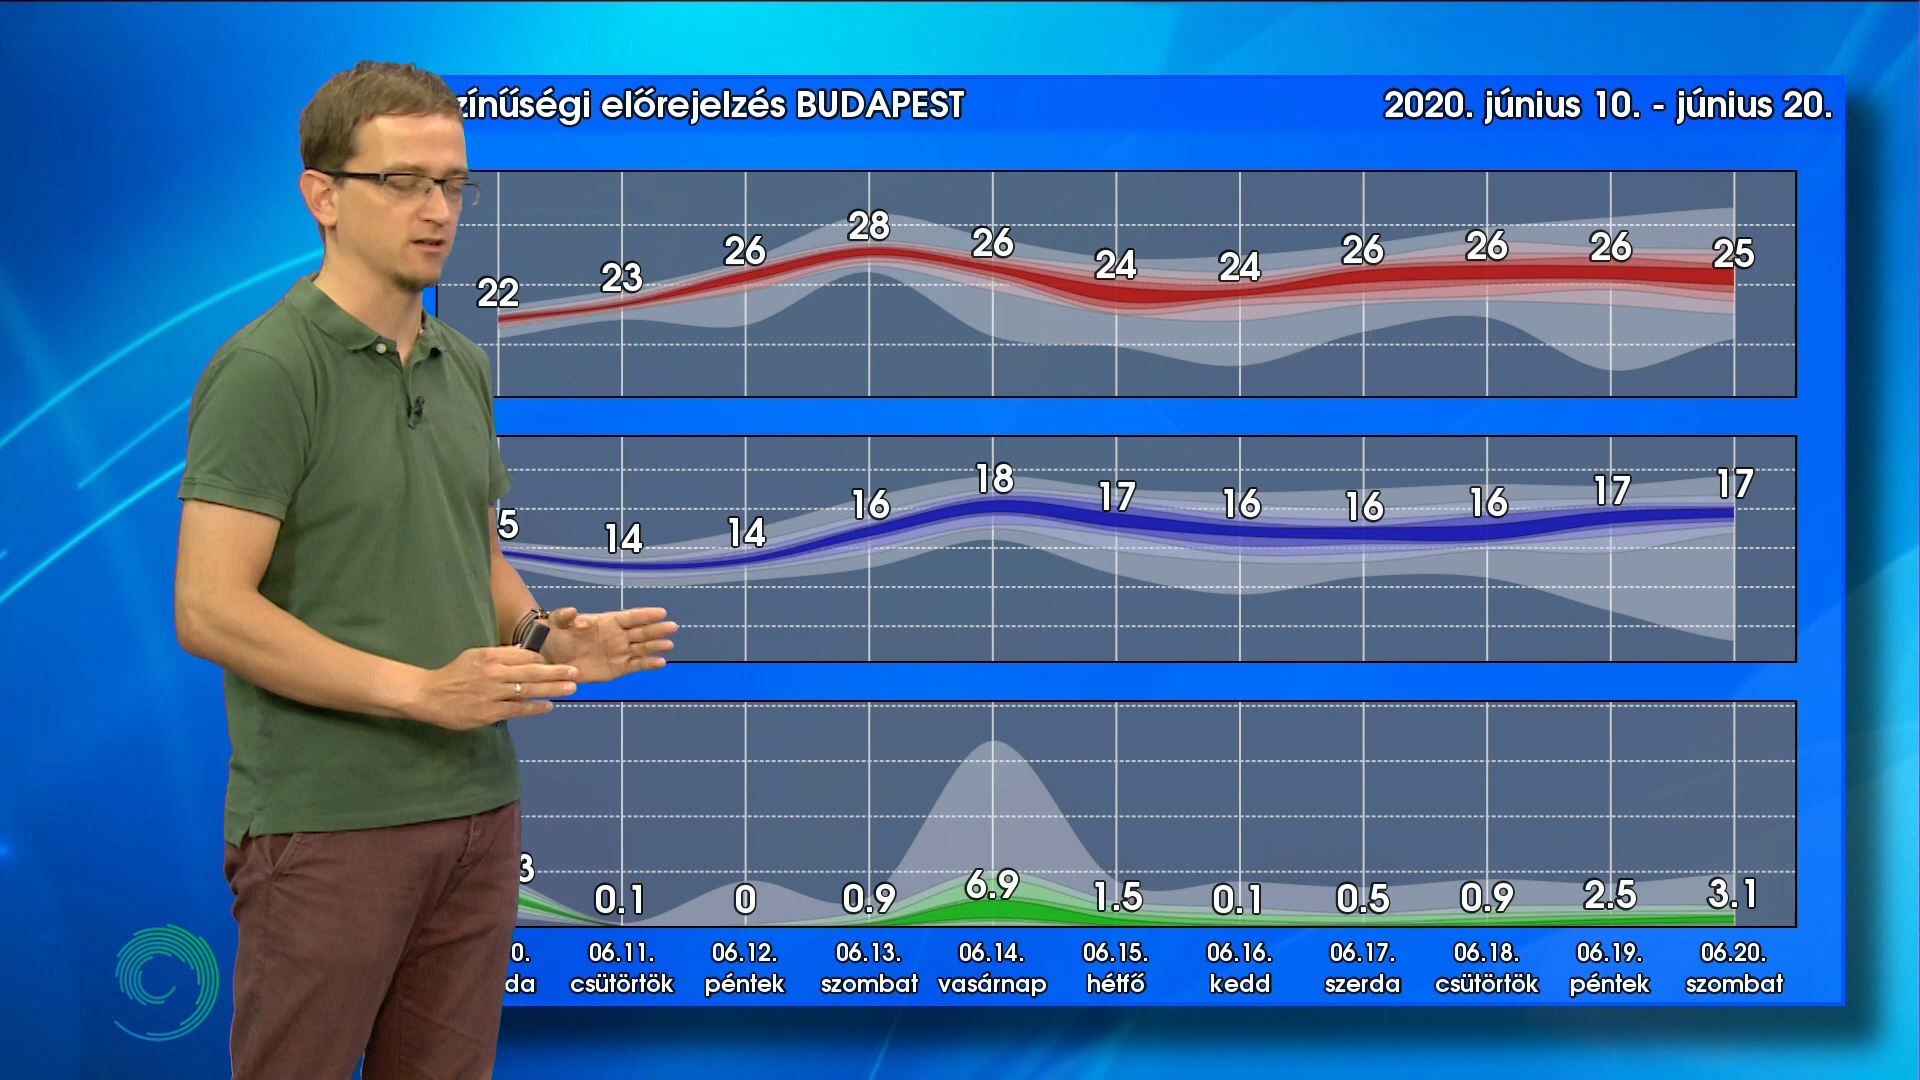 zínűségi előrejelzés BUDAPEST
2020. június 10. - június 20.
22 23 26 28 26 24 24 26 26 26 25
5 14 14 16 18 17 16 16 16 17 17
3 0.1 0 0.9 6.9 1.5 0.1 0.5 0.9 2.5 3.1
0. 06.11. 06.12. 06.13. 06.14. 06.15. 06.16. 06.17. 06.18. 06.19. 06.20.
da csütörtök péntek szombat vasárnap hétfő kedd szerda csütörtök péntek szombat